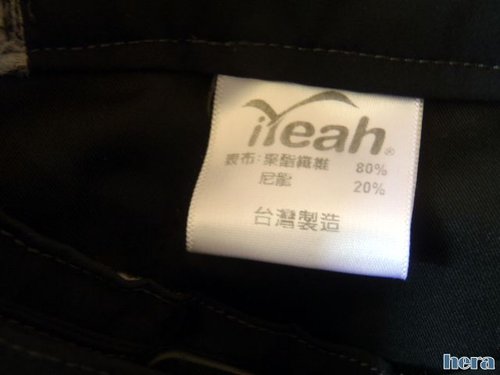 iYeah®
表布：聚酯纖維 80%
尼龍 20%
台灣製造
hera